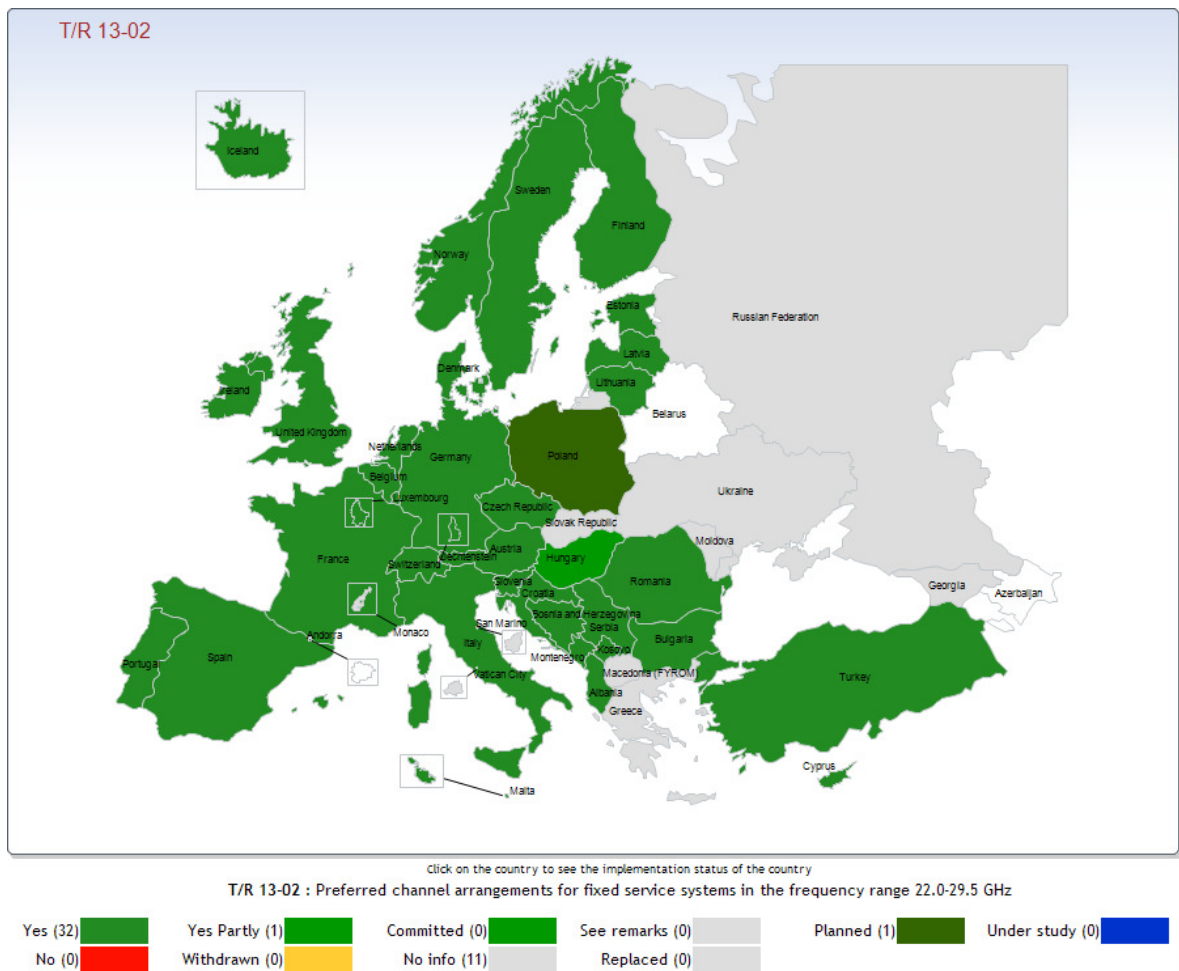 T/R 13-02
Iceland
Sweden
Finland
Norway
Estonia
Russian Federation
Latvia
Denmark
Lithuania
Ireland
Belarus
United Kingdom
Netherlands
Germany
Poland
Belgium
Ukraine
Luxembourg
Czech Republic
Slovak Republic
Moldova
France
Austria
Liechtenstein
Hungary
Switzerland
Romania
Slovenia
Croatia
Georgia
Azerbaijan
Bosnia and Herzegovina
San Marino
Serbia
Andorra
Monaco
Italy
Bulgaria
Kosovo
Montenegro
Portugal
Spain
Vatican City
Macedonia (FYROM)
Turkey
Albania
Greece
Cyprus
Malta
Click on the country to see the implementation status of the country
T/R 13-02 : Preferred channel arrangements for fixed service systems in the frequency range 22.0-29.5 GHz
Yes (32) Yes Partly (1) Committed (0) See remarks (0) Planned (1) Under study (0)
No (0) Withdrawn (0) No info (11) Replaced (0)